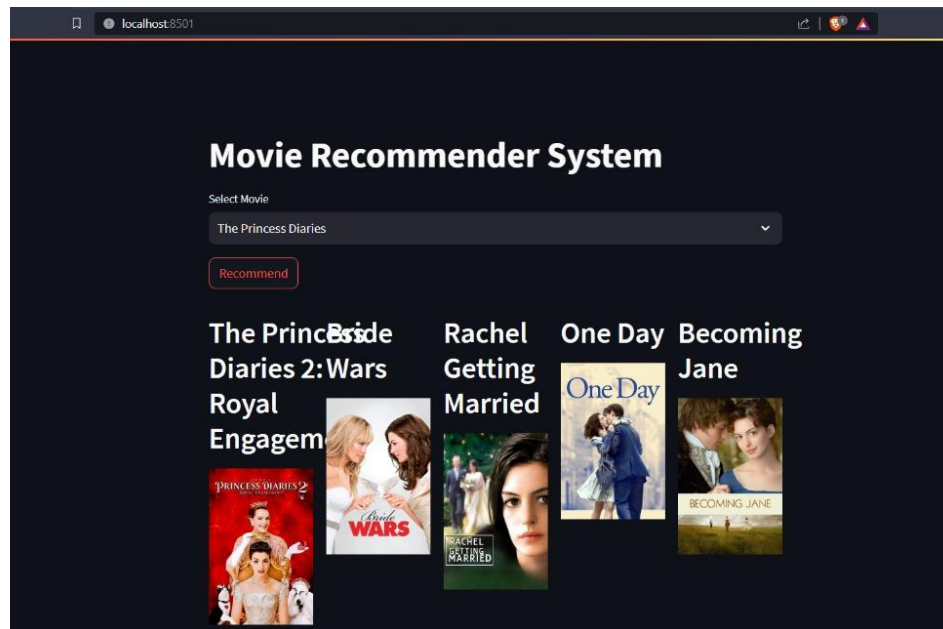 localhost:8501
Movie Recommender System
Select Movie
The Princess Diaries
Recommend
The Princess
Diaries 2:
Royal
Engagem
PRINCESS DIARIES 2
Bride
Wars
Bride
WARS
Rachel
Getting
Married
RACHEL
GETTING
MARRIED
One Day
One Day
Becoming
Jane
BECOMING JANE